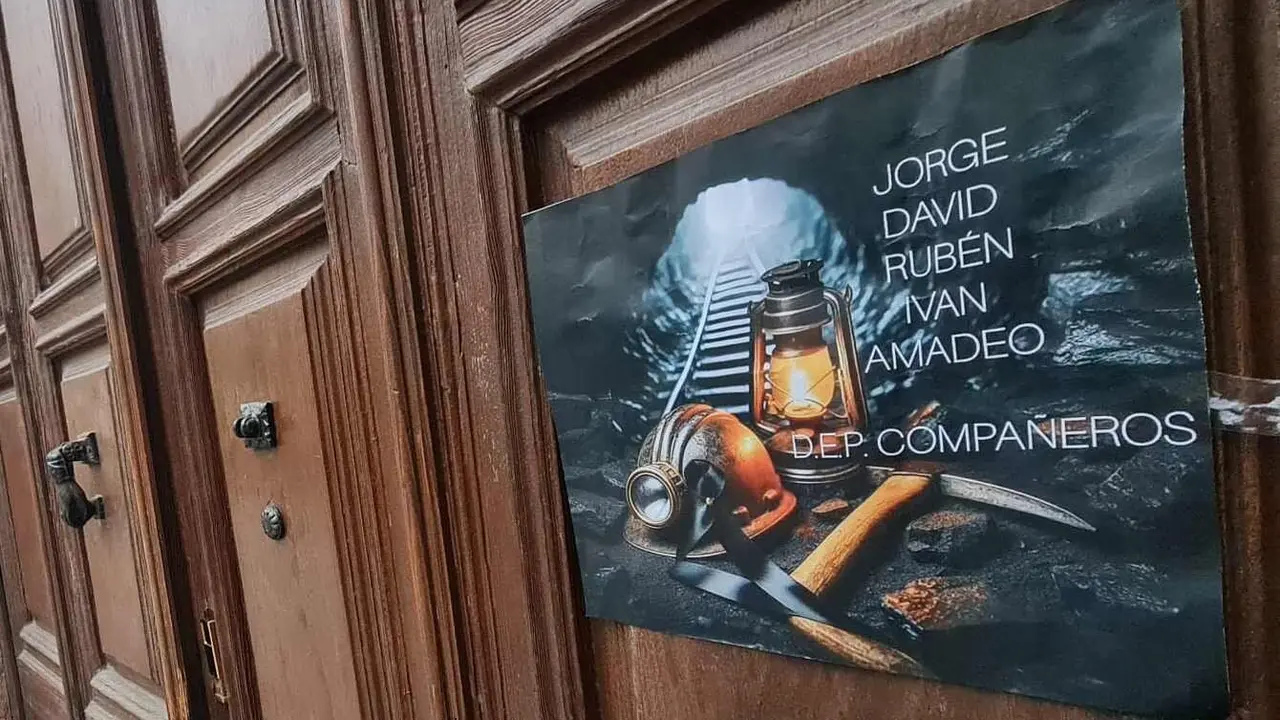 JORGE
DAVID
RUBÉN
IVAN
AMADEO
D.E.P. COMPAÑEROS